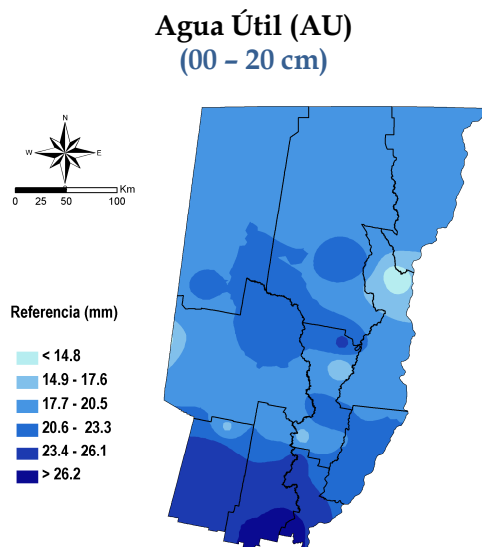 Agua Útil (AU)
(00 – 20 cm)
N
W E
S
Km
0 25 50 100
Referencia (mm)
< 14.8
14.9 - 17.6
17.7 - 20.5
20.6 - 23.3
23.4 - 26.1
> 26.2